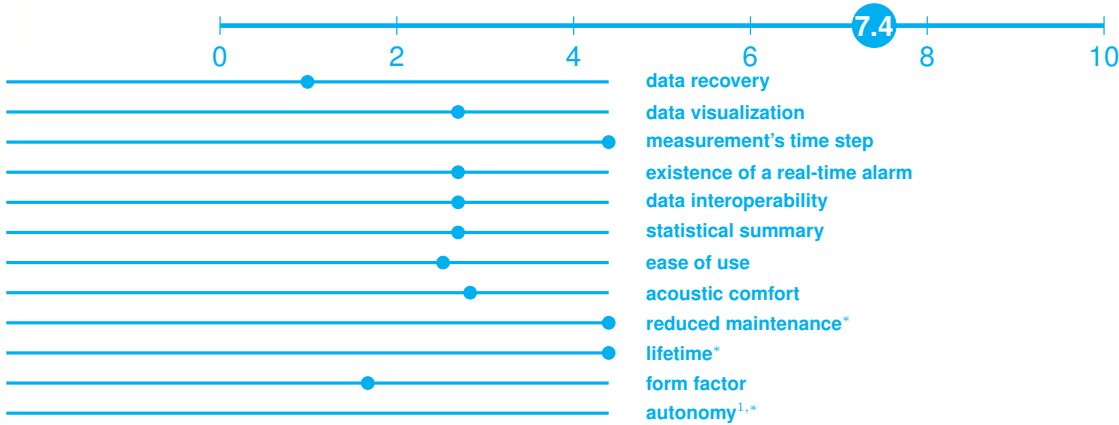 7.4
0 2 4 6 8 10
data recovery
data visualization
measurement's time step
existence of a real-time alarm
data interoperability
statistical summary
ease of use
acoustic comfort
reduced maintenance*
lifetime*
form factor
autonomy1,*